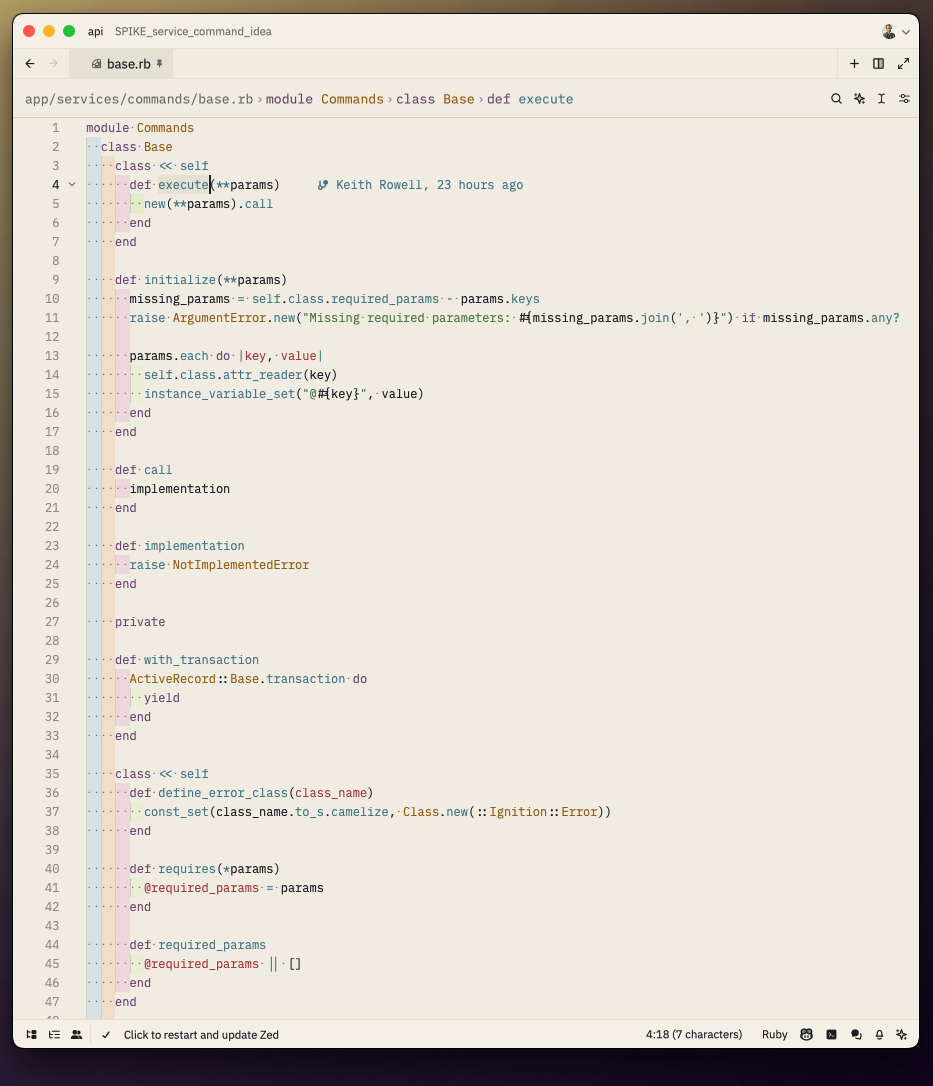 api SPIKE_service_command_idea
base.rb
app/services/commands/base.rb › module Commands › class Base › def execute
1 module Commands
2 class Base
3 class << self
4 def execute(**params) Keith Rowell, 23 hours ago
5 new(**params).call
6 end
7 end
8
9 def initialize(**params)
10 missing_params = self.class.required_params - params.keys
11 raise ArgumentError.new("Missing required parameters: #{missing_params.join(', ')}") if missing_params.any?
12
13 params.each do |key, value|
14 self.class.attr_reader(key)
15 instance_variable_set("@#{key}", value)
16 end
17 end
18
19 def call
20 implementation
21 end
22
23 def implementation
24 raise NotImplementedError
25 end
26
27 private
28
29 def with_transaction
30 ActiveRecord::Base.transaction do
31 yield
32 end
33 end
34
35 class << self
36 def define_error_class(class_name)
37 const_set(class_name.to_s.camelize, Class.new(::Ignition::Error))
38 end
39
40 def requires(*params)
41 @required_params = params
42 end
43
44 def required_params
45 @required_params || []
46 end
47 end
Click to restart and update Zed 4:18 (7 characters) Ruby